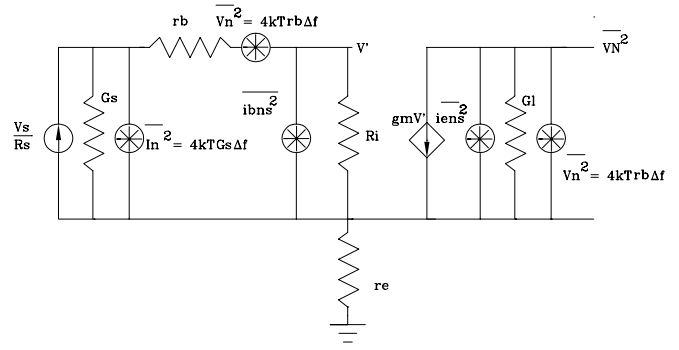 rb
Vn² = 4kTrbΔf
V'
VN²
Gs
ibns²
gmV'
iens²
Gl
Vs
Rs
In² = 4kTGsΔf
Ri
Vn² = 4kTrbΔf
re